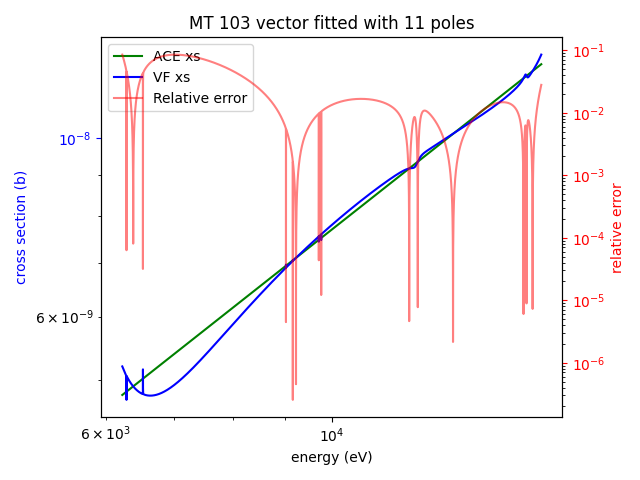 MT 103 vector fitted with 11 poles
ACE xs
VF xs
Relative error
cross section (b)
10⁻⁸
6 × 10⁻⁹
10⁻¹
10⁻²
10⁻³
10⁻⁴
10⁻⁵
10⁻⁶
relative error
6 × 10³
10⁴
energy (eV)